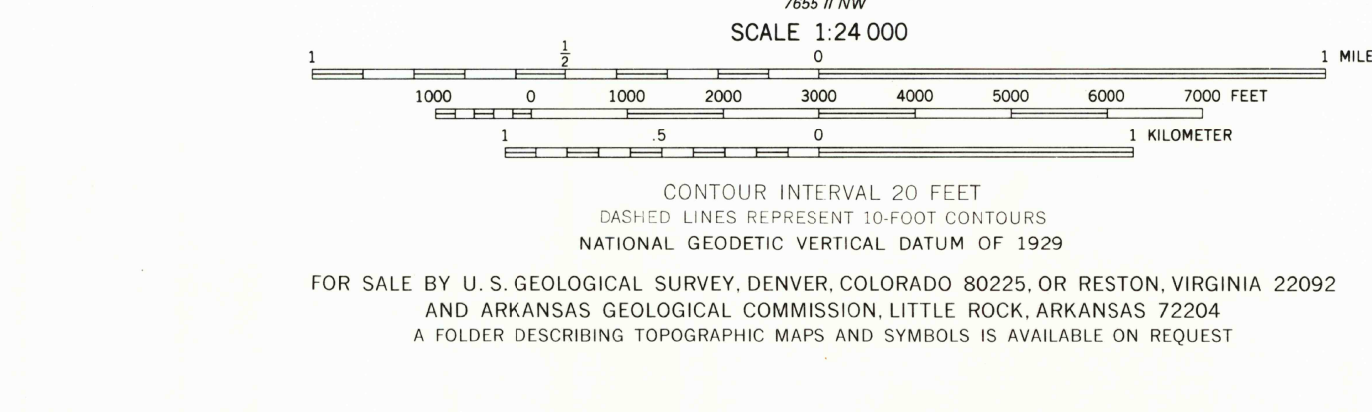 7655 II NW
SCALE 1:24 000
1 1/2 0 1 MILE
1000 0 1000 2000 3000 4000 5000 6000 7000 FEET
1 .5 0 1 KILOMETER
CONTOUR INTERVAL 20 FEET
DASHED LINES REPRESENT 10-FOOT CONTOURS
NATIONAL GEODETIC VERTICAL DATUM OF 1929
FOR SALE BY U. S. GEOLOGICAL SURVEY, DENVER, COLORADO 80225, OR RESTON, VIRGINIA 22092
AND ARKANSAS GEOLOGICAL COMMISSION, LITTLE ROCK, ARKANSAS 72204
A FOLDER DESCRIBING TOPOGRAPHIC MAPS AND SYMBOLS IS AVAILABLE ON REQUEST